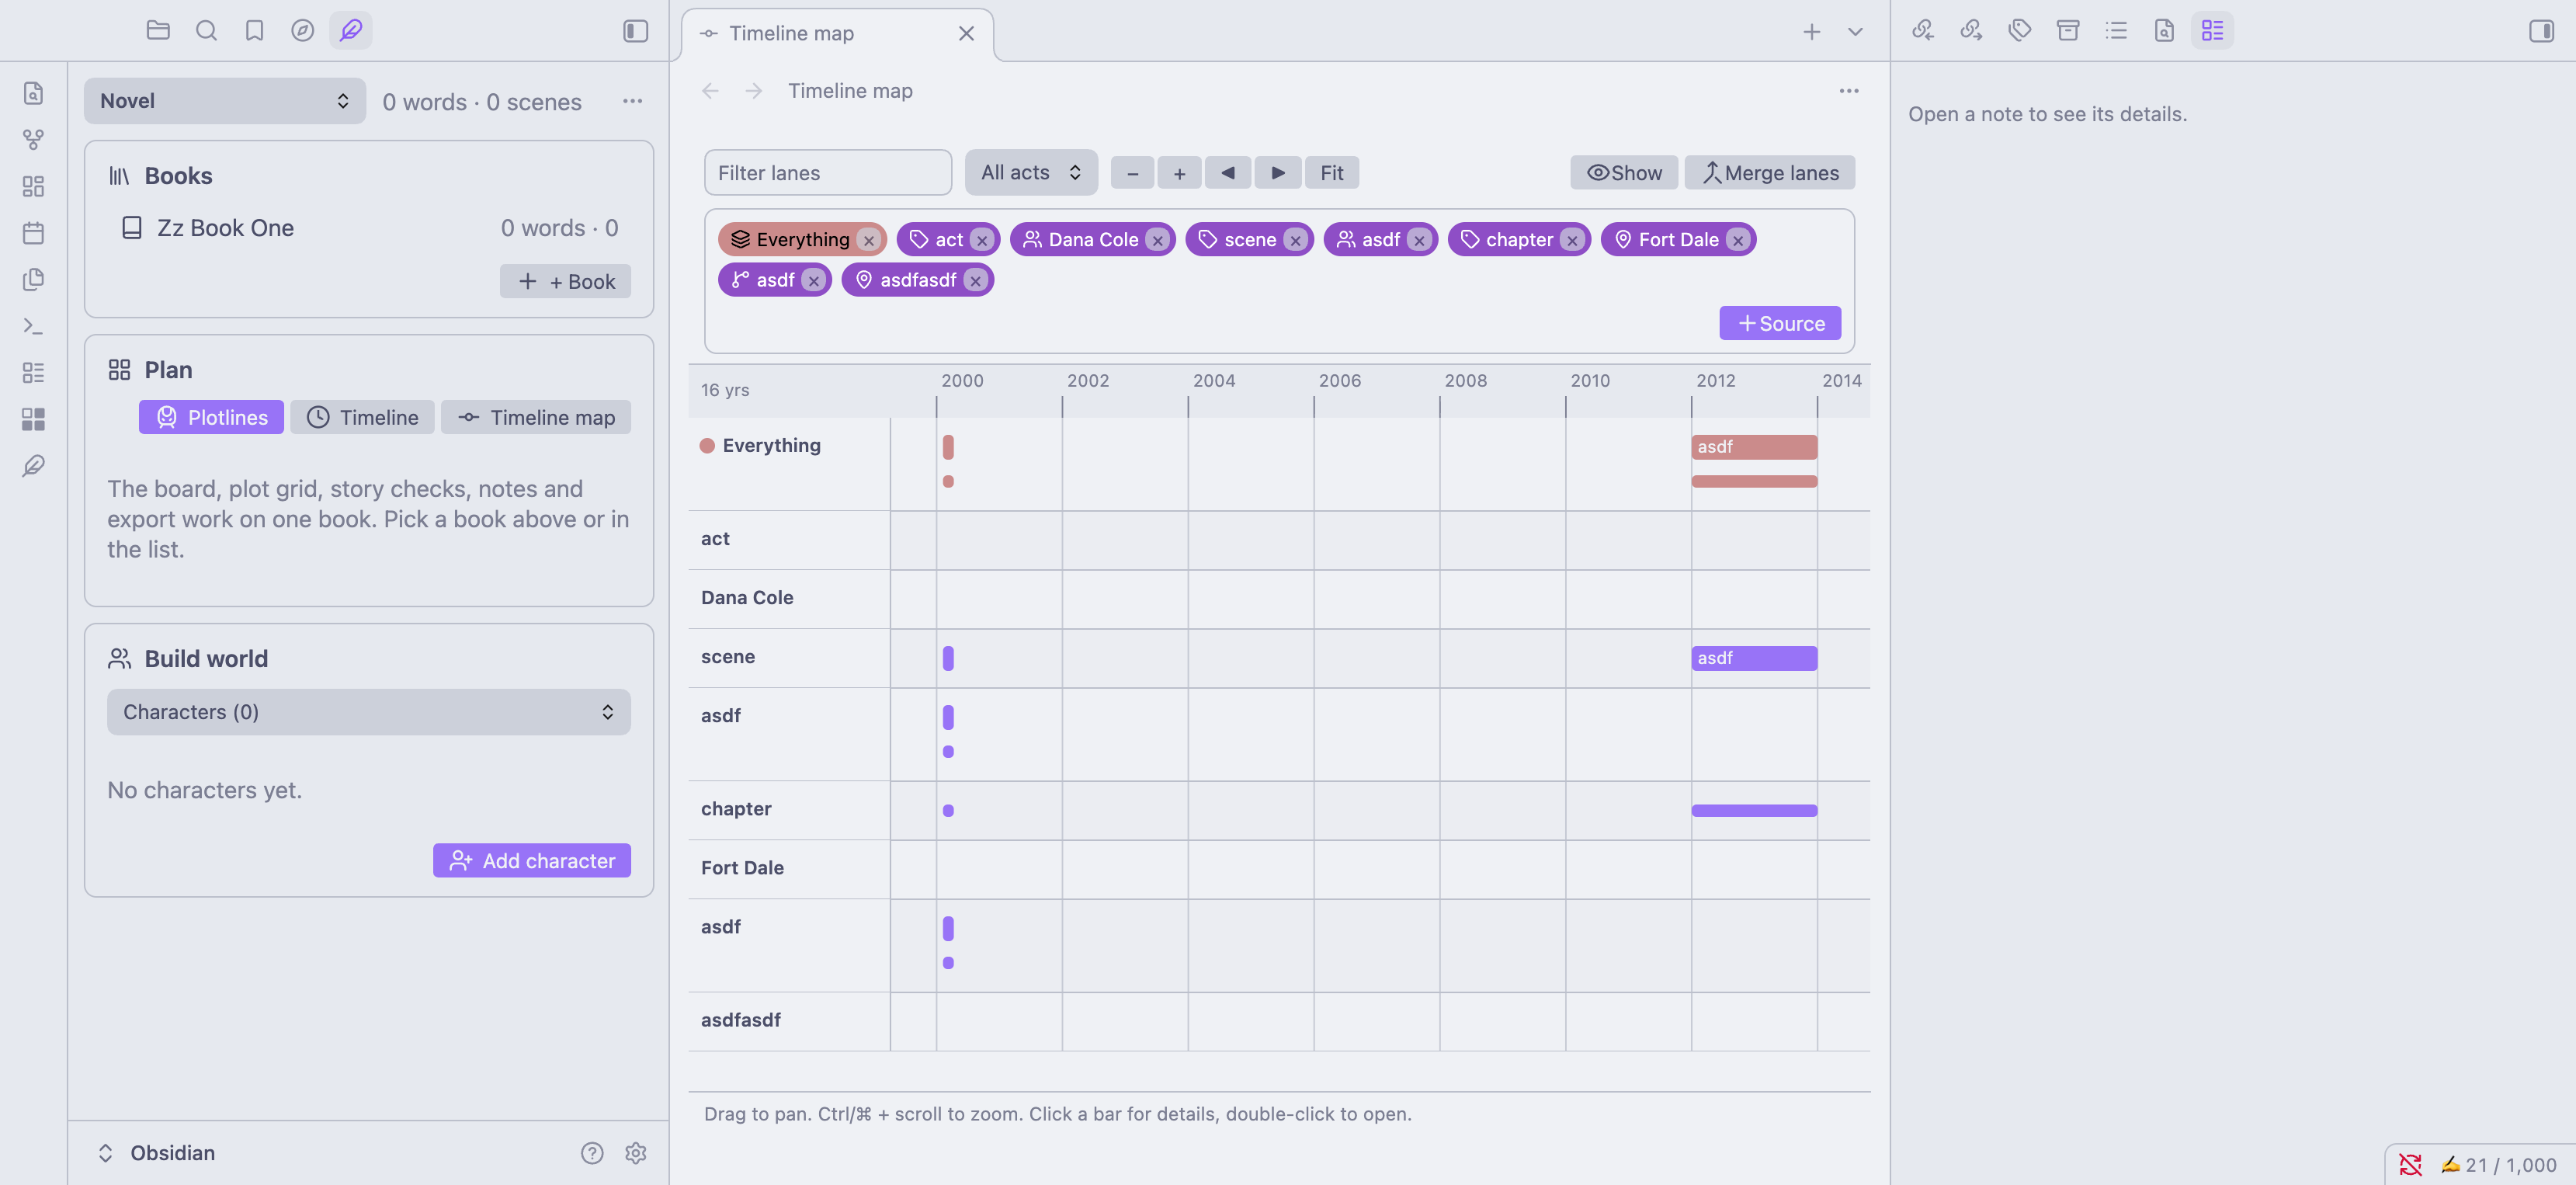 Timeline map
Novel
0 words · 0 scenes
Books
Zz Book One
0 words · 0
+ Book
Plan
Plotlines
Timeline
Timeline map
The board, plot grid, story checks, notes and
export work on one book. Pick a book above or in
the list.
Build world
Characters (0)
No characters yet.
Add character
Obsidian
Timeline map
Filter lanes
All acts
− + ◀ ▶ Fit
Show
Merge lanes
Everything × act × Dana Cole × scene × asdf × chapter × Fort Dale ×
asdf × asdfasdf ×
+Source
16 yrs
2000 2002 2004 2006 2008 2010 2012 2014
Everything
asdf
act
Dana Cole
scene
asdf
asdf
chapter
Fort Dale
asdf
asdfasdf
Drag to pan. Ctrl/⌘ + scroll to zoom. Click a bar for details, double-click to open.
Open a note to see its details.
✍️ 21 / 1,000